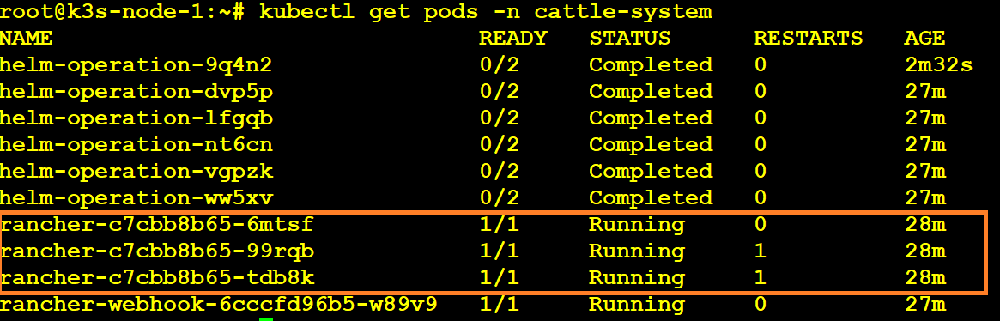 root@k3s-node-1:~# kubectl get pods -n cattle-system
NAME READY STATUS RESTARTS AGE
helm-operation-9q4n2 0/2 Completed 0 2m32s
helm-operation-dvp5p 0/2 Completed 0 27m
helm-operation-lfgqb 0/2 Completed 0 27m
helm-operation-nt6cn 0/2 Completed 0 27m
helm-operation-vgpzk 0/2 Completed 0 27m
helm-operation-ww5xv 0/2 Completed 0 27m
rancher-c7cbb8b65-6mtsf 1/1 Running 0 28m
rancher-c7cbb8b65-99rqb 1/1 Running 1 28m
rancher-c7cbb8b65-tdb8k 1/1 Running 1 28m
rancher-webhook-6cccfd96b5-w89v9 1/1 Running 0 27m